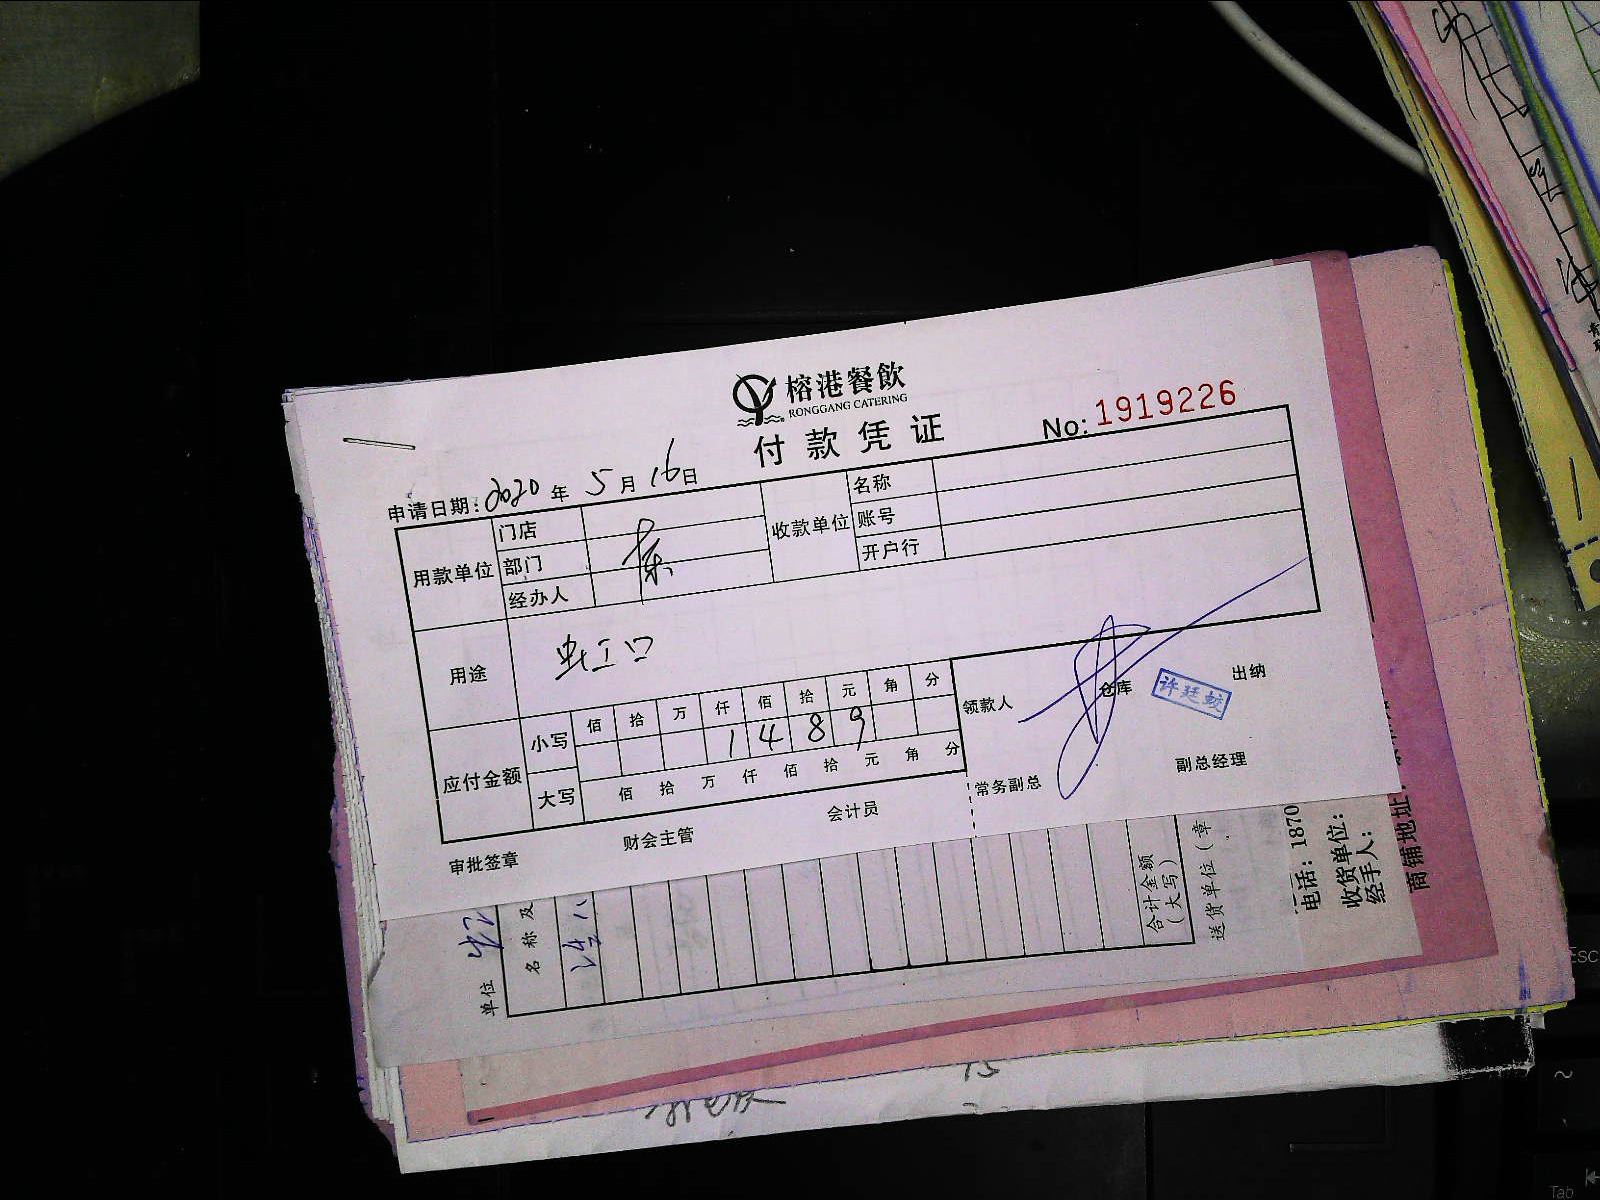 榕港餐飲
RONGGANG CATERING
付款凭证
No: 1919226
申请日期: 2020 年 5 月 16 日
用款单位
门店
部门
经办人
收款单位
名称
账号
开户行
用途
虹口
应付金额
小写
佰 拾 万 仟 佰 拾 元 角 分
1 4 8 9
大写
佰 拾 万 仟 佰 拾 元 角 分
领款人
仓库
许廷蛟
出纳
常务副总
副总经理
审批签章
财会主管
会计员
单位
名称及
合计金额
(大写)
送货单位(章
电话: 1870
收货单位:
经手人:
商铺地址:
ESC
~
Tab